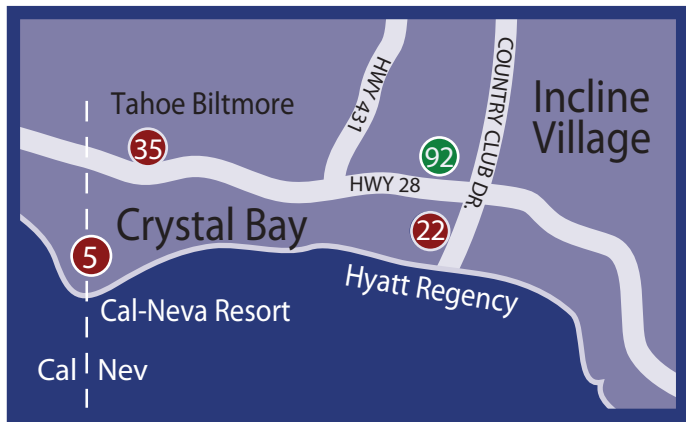 Tahoe Biltmore
35
HWY 431
COUNTRY CLUB DR.
Incline
Village
92
HWY 28
Crystal Bay
22
5
Hyatt Regency
Cal-Neva Resort
Cal
Nev